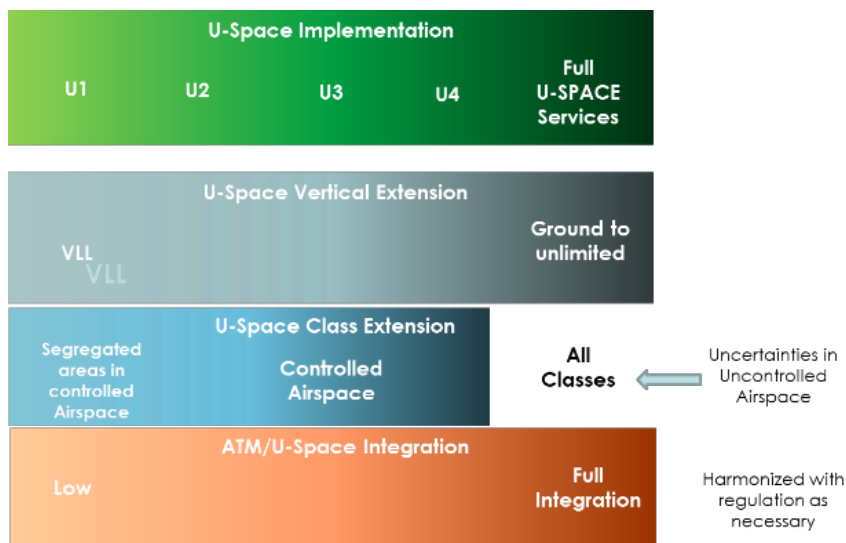 U-Space Implementation
U1
U2
U3
U4
Full
U-SPACE
Services
U-Space Vertical Extension
VLL
VLL
Ground to
unlimited
U-Space Class Extension
Segregated
areas in
controlled
Airspace
Controlled
Airspace
All
Classes
Uncertainties in
Uncontrolled
Airspace
ATM/U-Space Integration
Low
Full
Integration
Harmonized with
regulation as
necessary